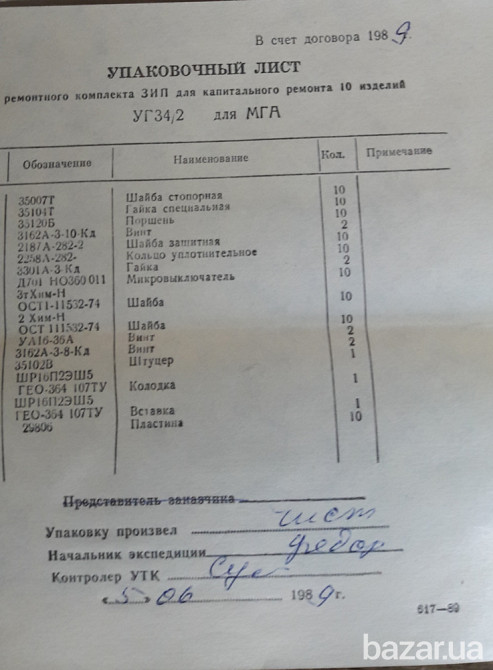 В счет договора 1989.
УПАКОВОЧНЫЙ ЛИСТ
ремонтного комплекта ЗИП для капитального ремонта 10 изделий
УГ34/2 для МГА
Обозначение Наименование Кол. Примечание
35007Т Шайба стопорная 10
35104Т Гайка специальная 10
35120Б Поршень 10
3162А-3-10-Кд Винт 2
2187А-282-2 Шайба защитная 10
2258А-282- Кольцо уплотнительное 10
3301А-3-Кд Гайка 2
Д701 НО360011 Микровыключатель 10
3тХим-Н
ОСТ1-11532-74 Шайба 10
2 Хим-Н
ОСТ 111532-74 Шайба 10
УА16-36А Винт 2
3162А-3-8-Кд Винт 2
35102В Штуцер 1
ШР16П2ЭШ5
ГЕО-364 107ТУ Колодка 1
ШР16П2ЭШ5
ГЕО-364 107ТУ Вставка 1
29806 Пластина 10
Представитель заказчика
Упаковку произвел
Начальник экспедиции
Контролер УТК
«5» 06 1989г.
617—89
bazar.ua